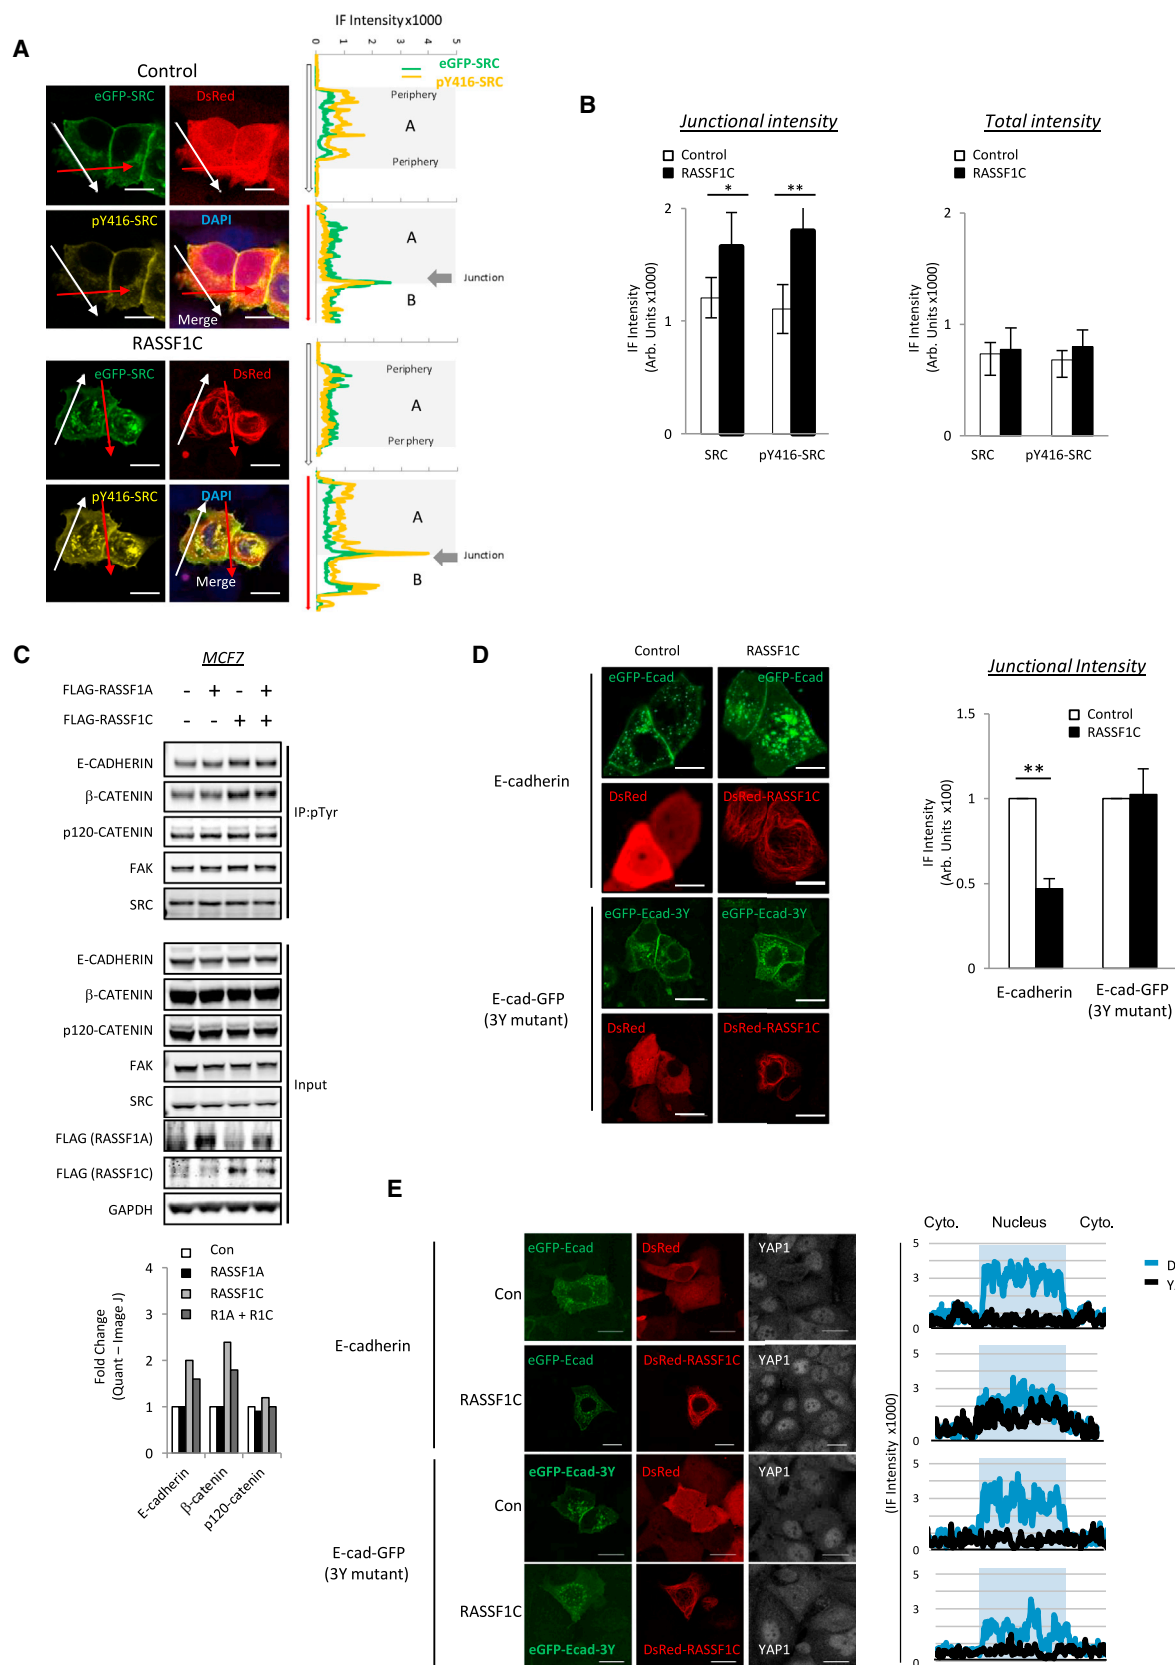 A
IF Intensity x1000
0 1 2 3 4 5
eGFP-SRC
pY416-SRC
Control
eGFP-SRC
DsRed
pY416-SRC
DAPI
Merge
Periphery
A
Periphery
A
Junction
B
RASSF1C
eGFP-SRC
DsRed
pY416-SRC
DAPI
Merge
Periphery
A
Periphery
A
Junction
B
B
Junctional intensity
Control
RASSF1C
*
**
2
1
0
IF Intensity
(Arb. Units x1000)
SRC pY416-SRC
Total intensity
Control
RASSF1C
2
1
0
IF Intensity
(Arb. Units x1000)
SRC pY416-SRC
C
MCF7
FLAG-RASSF1A - + - +
FLAG-RASSF1C - - + +
E-CADHERIN
β-CATENIN
p120-CATENIN
FAK
SRC
IP:pTyr
E-CADHERIN
β-CATENIN
p120-CATENIN
FAK
SRC
FLAG (RASSF1A)
FLAG (RASSF1C)
GAPDH
Input
Con
RASSF1A
RASSF1C
R1A + R1C
4
3
2
1
0
Fold Change
(Quant – Image J)
E-cadherin
β-catenin
p120-catenin
D
Control RASSF1C
eGFP-Ecad eGFP-Ecad
E-cadherin
DsRed DsRed-RASSF1C
eGFP-Ecad-3Y eGFP-Ecad-3Y
E-cad-GFP
(3Y mutant)
DsRed DsRed-RASSF1C
Junctional Intensity
Control
RASSF1C
**
1.5
1
0.5
0
IF Intensity
(Arb. Units x100)
E-cadherin E-cad-GFP
(3Y mutant)
E
eGFP-Ecad DsRed YAP1
Con
E-cadherin
eGFP-Ecad DsRed-RASSF1C YAP1
RASSF1C
eGFP-Ecad-3Y DsRed YAP1
Con
E-cad-GFP
(3Y mutant)
RASSF1C
eGFP-Ecad-3Y DsRed-RASSF1C YAP1
Cyto. Nucleus Cyto.
D
Y
5
3
0
5
3
0
5
3
0
5
3
0
(IF Intensity x1000)